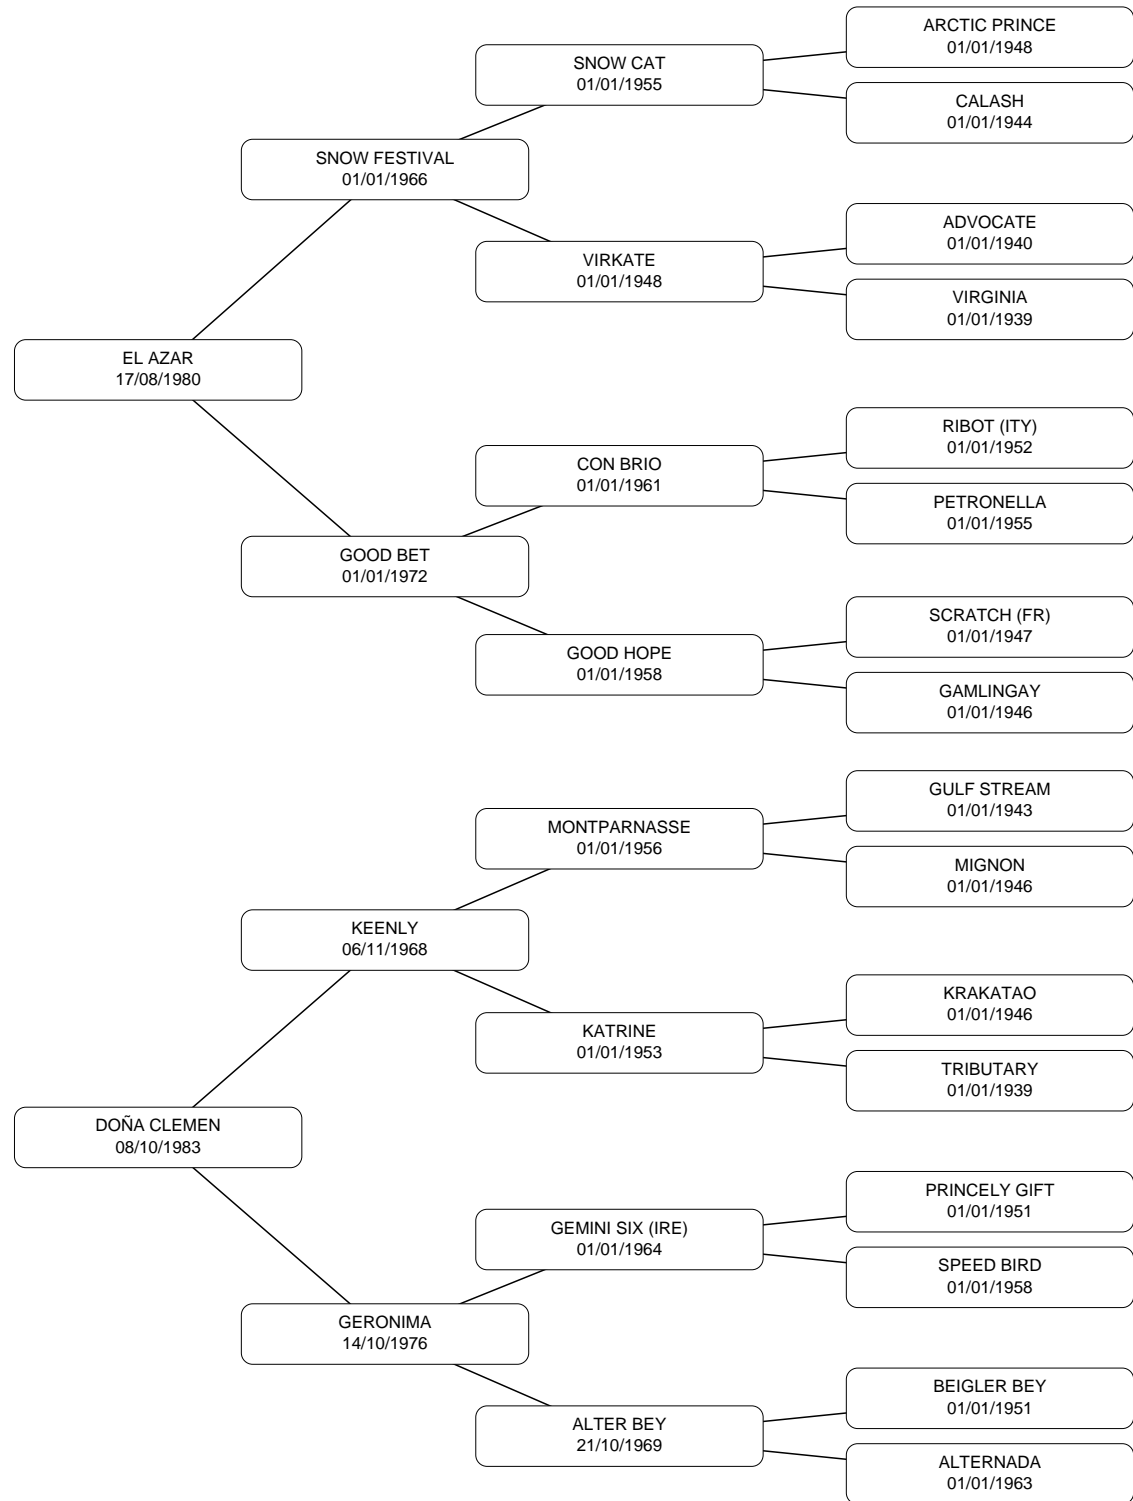 ARCTIC PRINCE
01/01/1948
SNOW CAT
01/01/1955
CALASH
01/01/1944
SNOW FESTIVAL
01/01/1966
ADVOCATE
01/01/1940
VIRKATE
01/01/1948
VIRGINIA
01/01/1939
EL AZAR
17/08/1980
RIBOT (ITY)
01/01/1952
CON BRIO
01/01/1961
PETRONELLA
01/01/1955
GOOD BET
01/01/1972
SCRATCH (FR)
01/01/1947
GOOD HOPE
01/01/1958
GAMLINGAY
01/01/1946
GULF STREAM
01/01/1943
MONTPARNASSE
01/01/1956
MIGNON
01/01/1946
KEENLY
06/11/1968
KRAKATAO
01/01/1946
KATRINE
01/01/1953
TRIBUTARY
01/01/1939
DOÑA CLEMEN
08/10/1983
PRINCELY GIFT
01/01/1951
GEMINI SIX (IRE)
01/01/1964
SPEED BIRD
01/01/1958
GERONIMA
14/10/1976
BEIGLER BEY
01/01/1951
ALTER BEY
21/10/1969
ALTERNADA
01/01/1963